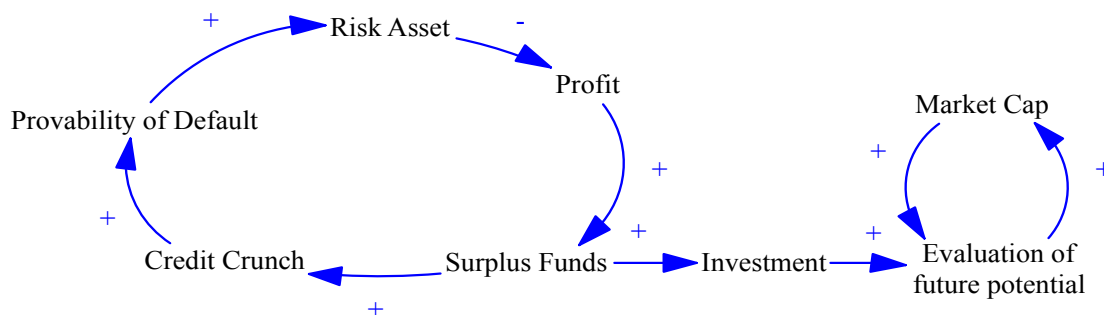 +
Risk Asset
-
Profit
Provability of Default
Market Cap
+
+
+
+
+
+
Credit Crunch
Surplus Funds
Investment
Evaluation of
future potential
+